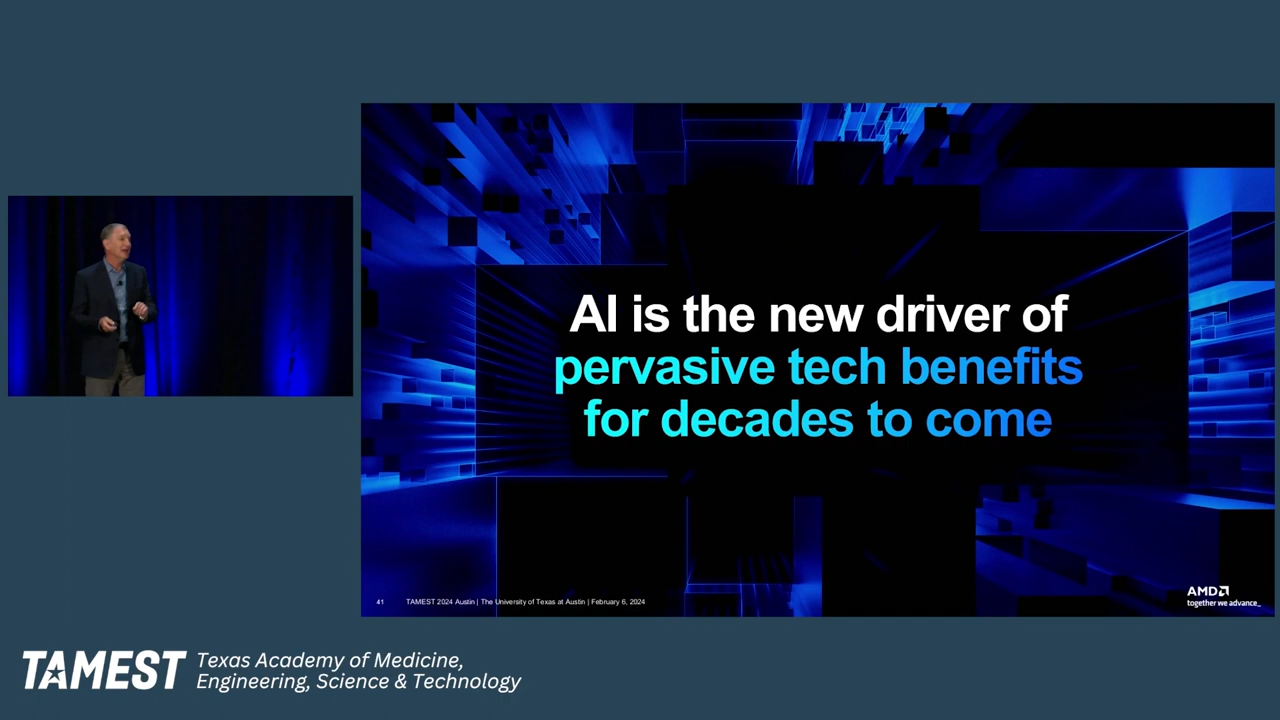 AI is the new driver of
pervasive tech benefits
for decades to come
41 TAMEST 2024 Austin | The University of Texas at Austin | February 6, 2024
AMD
together we advance_
TAMEST
Texas Academy of Medicine,
Engineering, Science & Technology